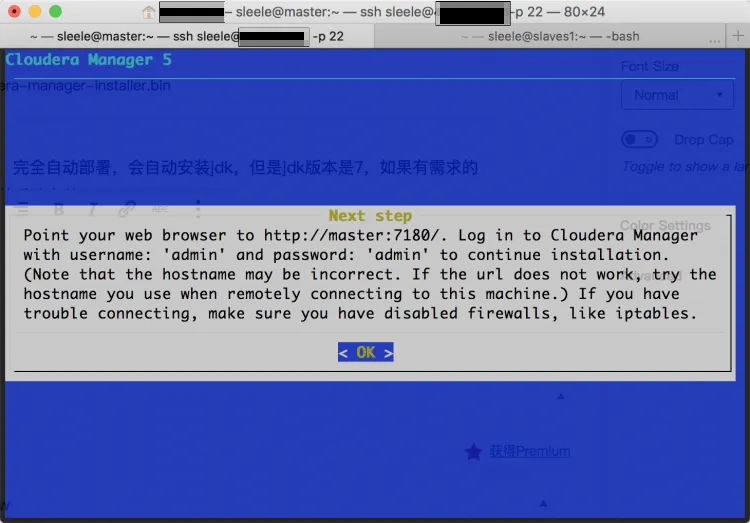 — sleele@master:~ — ssh sleele@ -p 22 — 80×24
~ — sleele@master:~ — ssh sleele@ -p 22
~ — sleele@slaves1:~ — -bash
... +
Cloudera Manager 5
Font Size
era-manager-installer.bin
Normal
Drop Cap
完全自动部署，会自动安装jdk，但是jdk版本是7，如果有需求的
Toggle to show a lar
B I ABC
Next step
Color Settings
Point your web browser to http://master:7180/. Log in to Cloudera Manager
with username: 'admin' and password: 'admin' to continue installation.
(Note that the hostname may be incorrect. If the url does not work, try the
hostname you use when remotely connecting to this machine.) If you have
trouble connecting, make sure you have disabled firewalls, like iptables.
< OK >
获得Premium
w